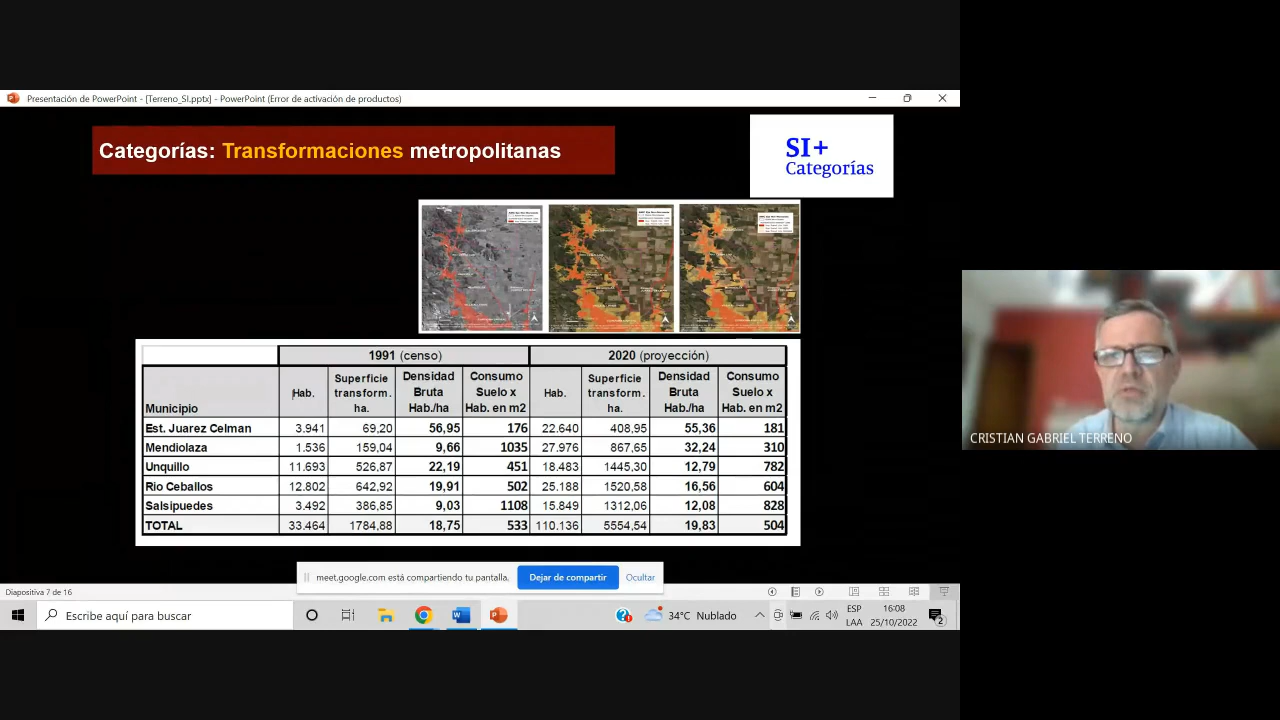 Presentación de PowerPoint - [Terreno_SI.pptx] - PowerPoint (Error de activación de productos)
Categorías: Transformaciones metropolitanas
SI+
Categorías
1991 (censo) 2020 (proyección)
Municipio Hab. Superficie transform. ha. Densidad Bruta Hab./ha Consumo Suelo x Hab. en m2 Hab. Superficie transform. ha. Densidad Bruta Hab./ha Consumo Suelo x Hab. en m2
Est. Juarez Celman 3.941 69,20 56,95 176 22.640 408,95 55,36 181
Mendiolaza 1.536 159,04 9,66 1035 27.976 867,65 32,24 310
Unquillo 11.693 526,87 22,19 451 18.483 1445,30 12,79 782
Rio Ceballos 12.802 642,92 19,91 502 25.188 1520,58 16,56 604
Salsipuedes 3.492 386,85 9,03 1108 15.849 1312,06 12,08 828
TOTAL 33.464 1784,88 18,75 533 110.136 5554,54 19,83 504
meet.google.com está compartiendo tu pantalla. Dejar de compartir Ocultar
Diapositiva 7 de 16
Escribe aquí para buscar
34°C Nublado
ESP
LAA
16:08
25/10/2022
2
CRISTIAN GABRIEL TERRENO